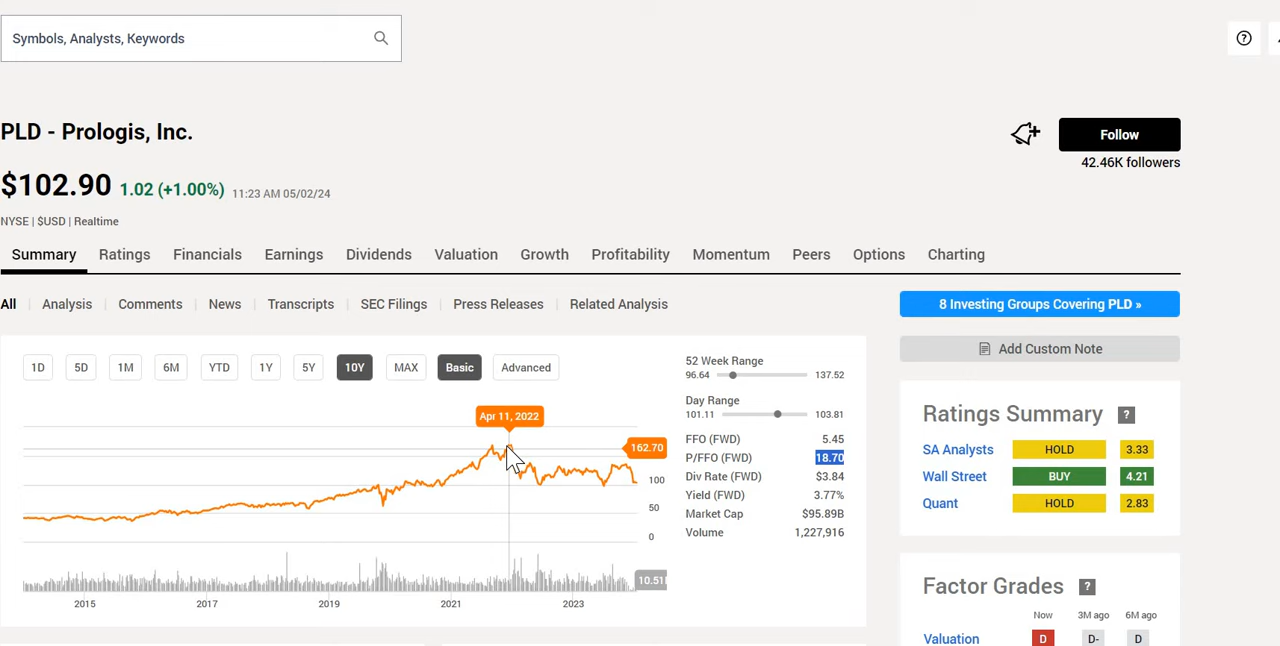 Symbols, Analysts, Keywords
PLD - Prologis, Inc.
Follow
42.46K followers
$102.90 1.02 (+1.00%) 11:23 AM 05/02/24
NYSE | $USD | Realtime
Summary Ratings Financials Earnings Dividends Valuation Growth Profitability Momentum Peers Options Charting
All Analysis Comments News Transcripts SEC Filings Press Releases Related Analysis
8 Investing Groups Covering PLD »
Add Custom Note
1D 5D 1M 6M YTD 1Y 5Y 10Y MAX Basic Advanced
Apr 11, 2022
162.70
100
50
0
10.51
2015 2017 2019 2021 2023
52 Week Range
96.64 137.52
Day Range
101.11 103.81
FFO (FWD) 5.45
P/FFO (FWD) 18.70
Div Rate (FWD) $3.84
Yield (FWD) 3.77%
Market Cap $95.89B
Volume 1,227,916
Ratings Summary ?
SA Analysts HOLD 3.33
Wall Street BUY 4.21
Quant HOLD 2.83
Factor Grades ?
Now 3M ago 6M ago
Valuation D D- D